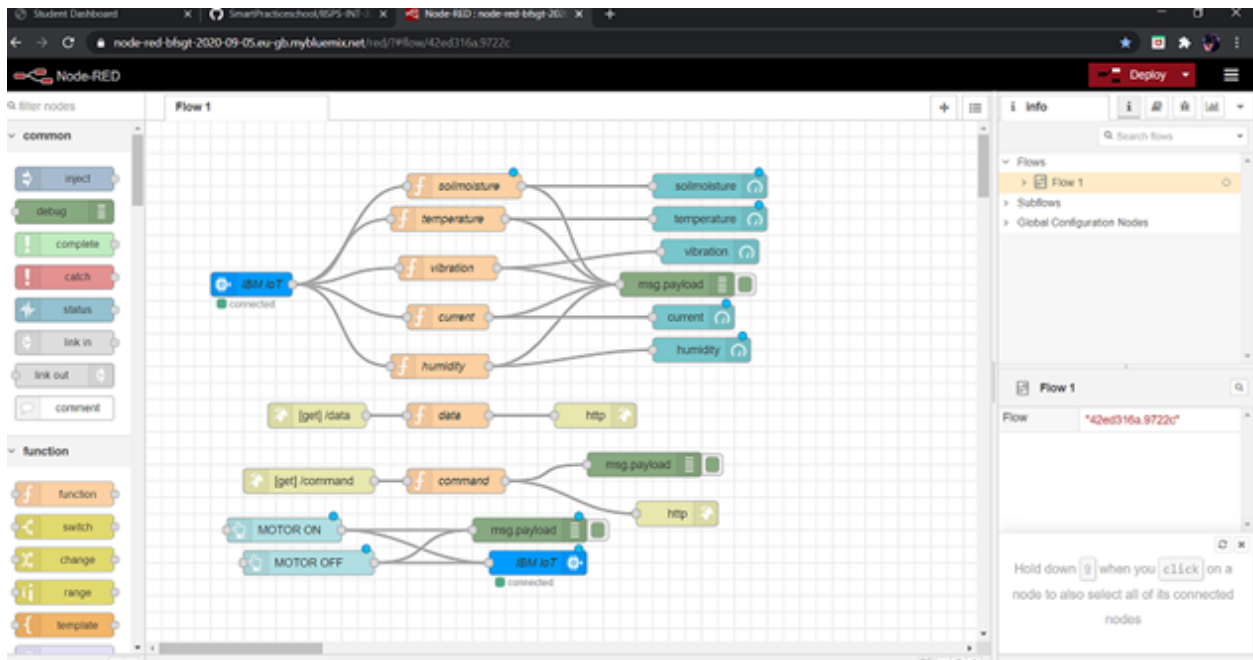 Student Dashboard
Node-RED : node-red-bfsgt-202
node-red-bfsgt-2020-09-05.eu-gb.mybluemix.net/red/?#flow/42ed316a.9722c
Node-RED
Deploy
filter nodes
Flow 1
info
common
Search flows
inject
debug
complete
catch
status
link in
link out
comment
function
function
switch
change
range
template
soilmoisture
soilmoisture
temperature
temperature
vibration
vibration
IBM IoT
connected
msg.payload
current
current
humidity
humidity
[get] /data
data
http
[get] /command
command
msg.payload
http
MOTOR ON
msg.payload
MOTOR OFF
IBM IoT
connected
Flows
Flow 1
Subflows
Global Configuration Nodes
Flow 1
Flow "42ed316a.9722c"
Hold down ⇧ when you click on a
node to also select all of its connected
nodes